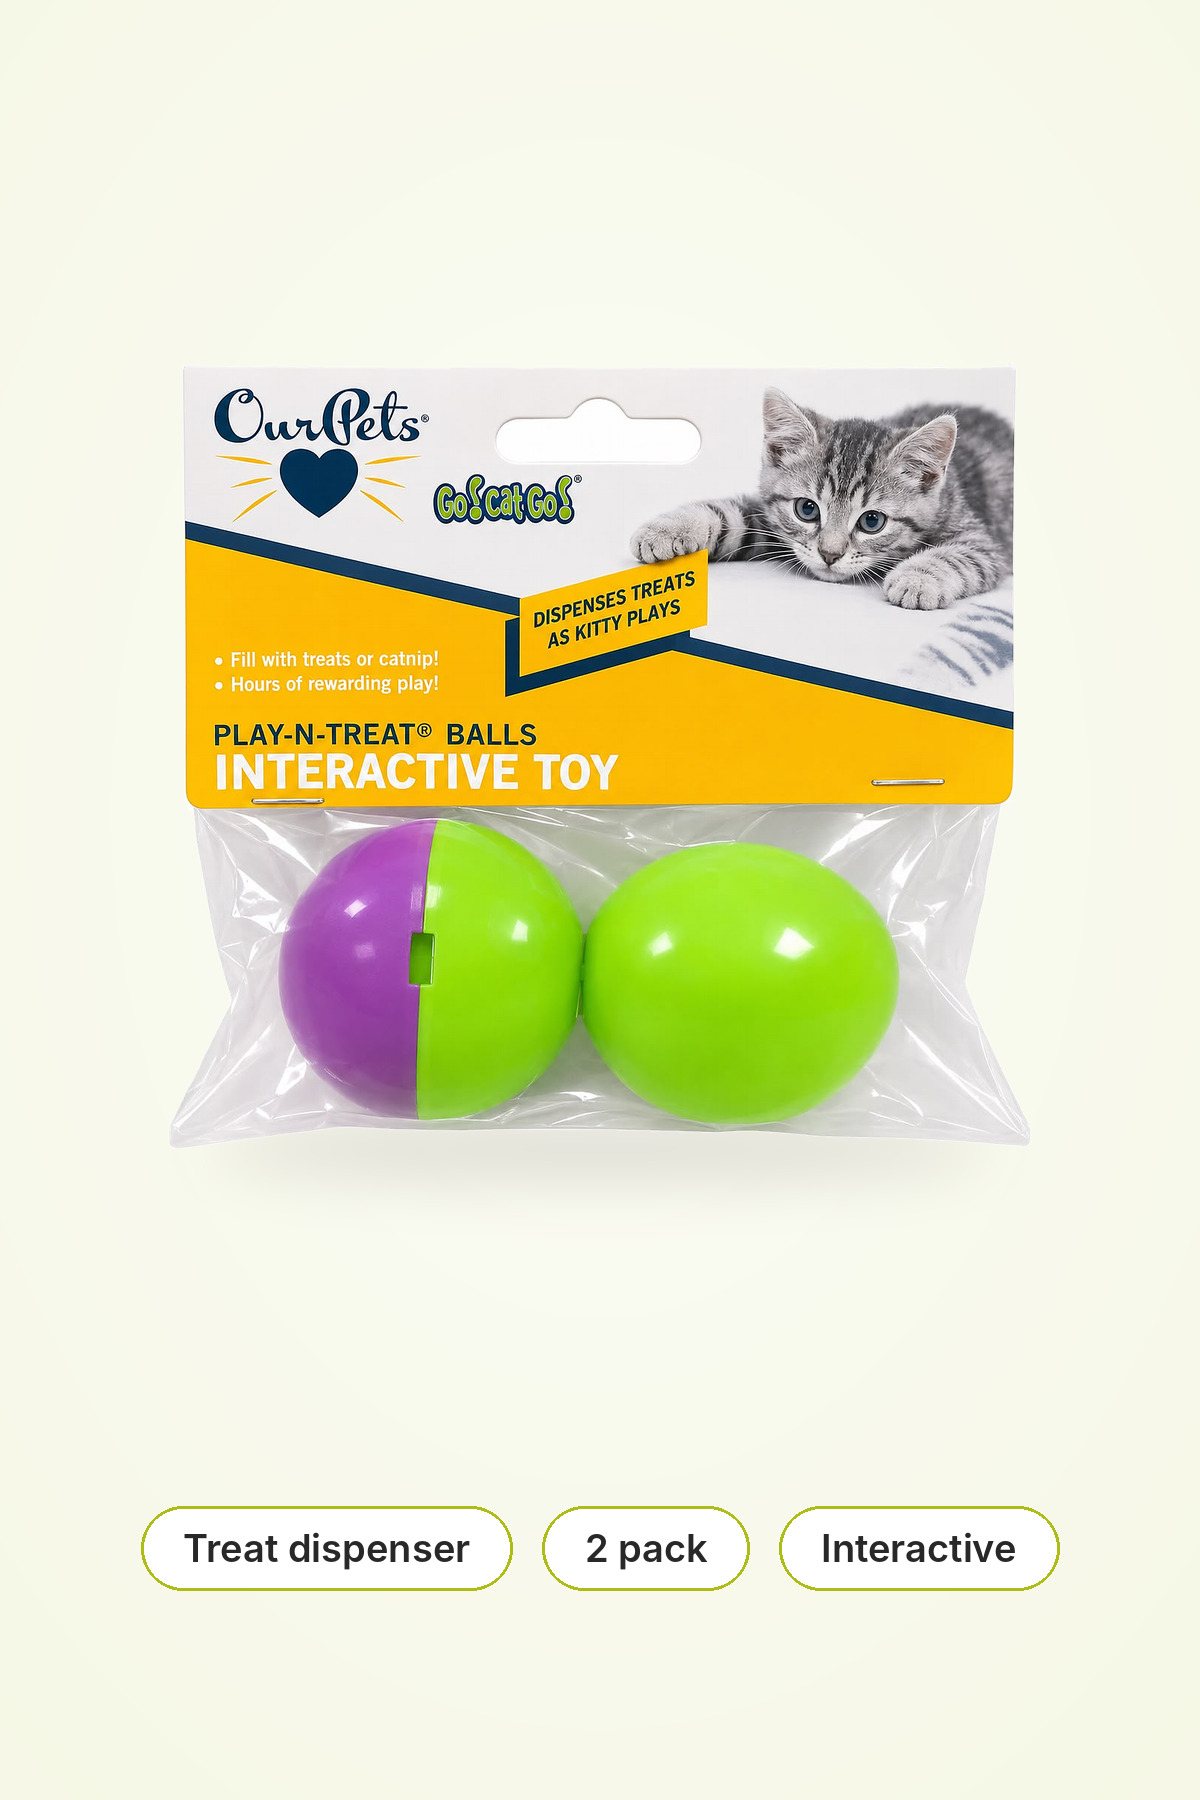 OurPets®
Go! Cat Go!®
DISPENSES TREATS
AS KITTY PLAYS
• Fill with treats or catnip!
• Hours of rewarding play!
PLAY-N-TREAT® BALLS
INTERACTIVE TOY
Treat dispenser
2 pack
Interactive